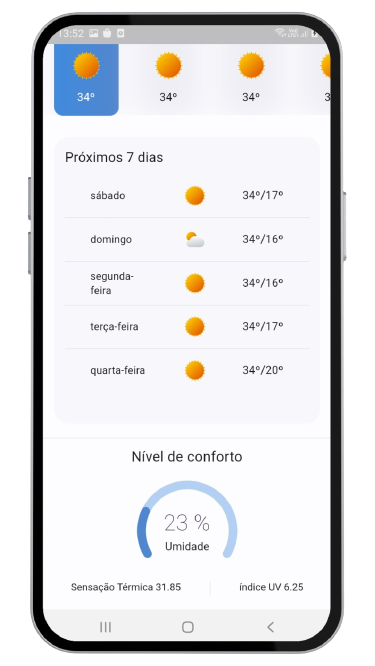 13:52
34º
34º
34º
3
Próximos 7 dias
sábado 34º/17º
domingo 34º/16º
segunda-
feira 34º/16º
terça-feira 34º/17º
quarta-feira 34º/20º
Nível de conforto
23 %
Umidade
Sensação Térmica 31.85 índice UV 6.25